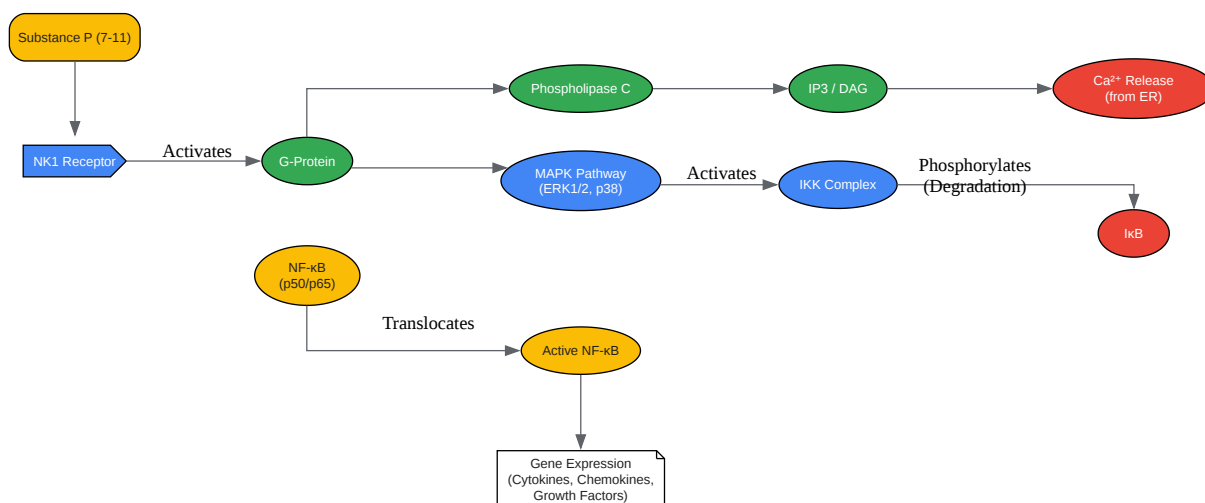 Substance P (7-11)
Phospholipase C
IP3 / DAG
Ca²⁺ Release
(from ER)
NK1 Receptor
Activates
G-Protein
MAPK Pathway
(ERK1/2, p38)
Activates
IKK Complex
Phosphorylates
(Degradation)
IκB
NF-κB
(p50/p65)
Translocates
Active NF-κB
Gene Expression
(Cytokines, Chemokines,
Growth Factors)